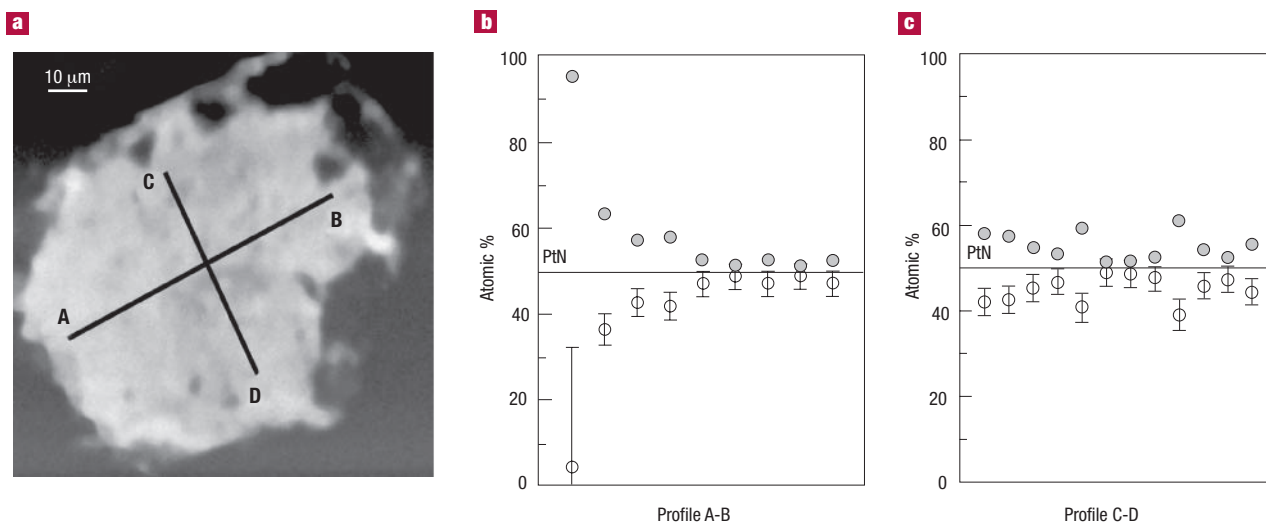 a
10 µm
C
B
A
D
b
100
80
60
PtN
40
20
0
Atomic %
Profile A-B
c
100
80
60
PtN
40
20
0
Atomic %
Profile C-D